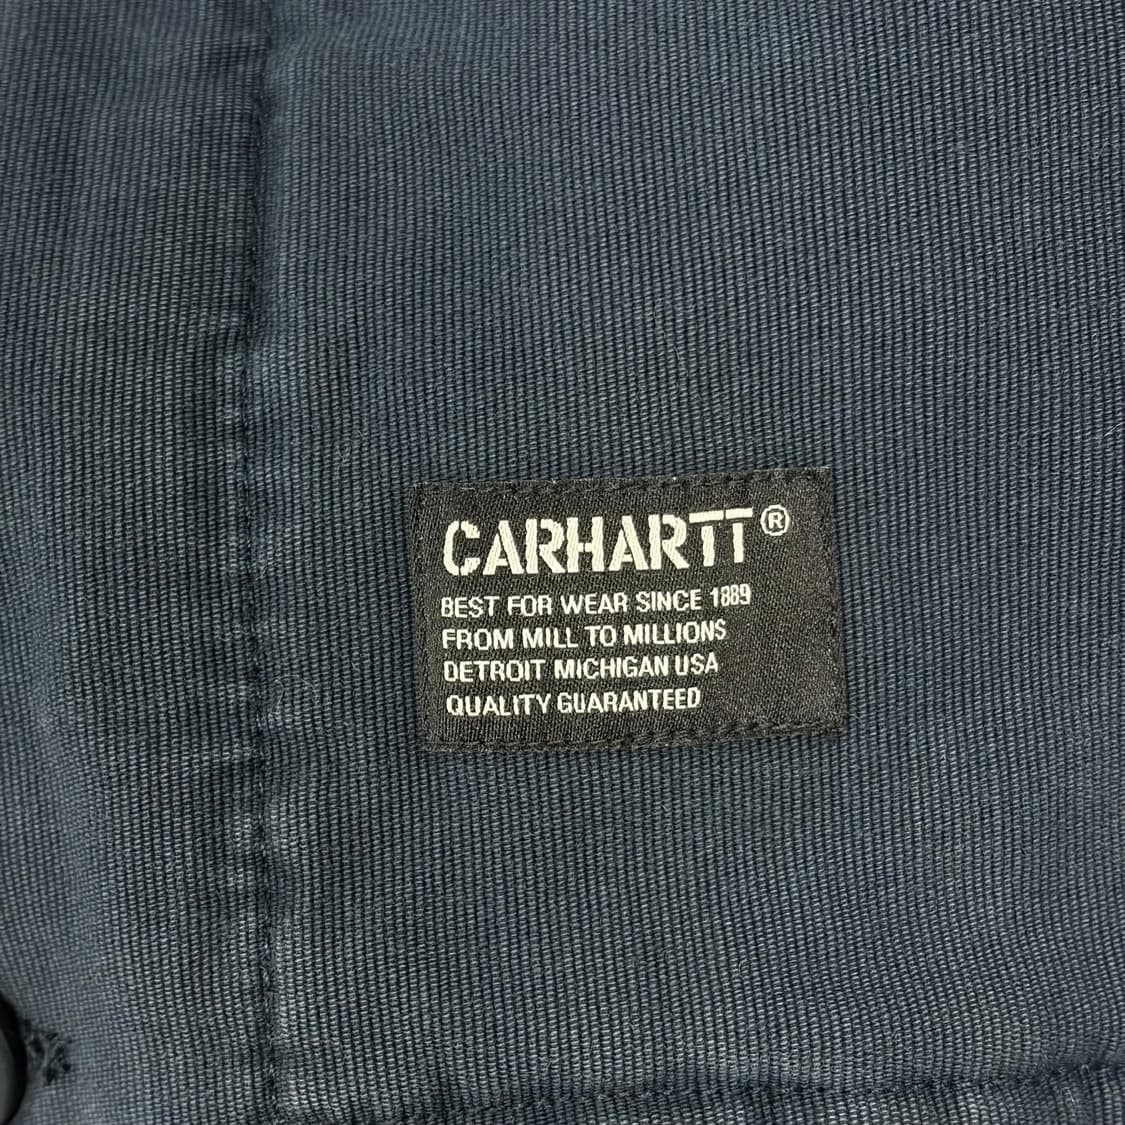 CARHARTT®
BEST FOR WEAR SINCE 1889
FROM MILL TO MILLIONS
DETROIT MICHIGAN USA
QUALITY GUARANTEED